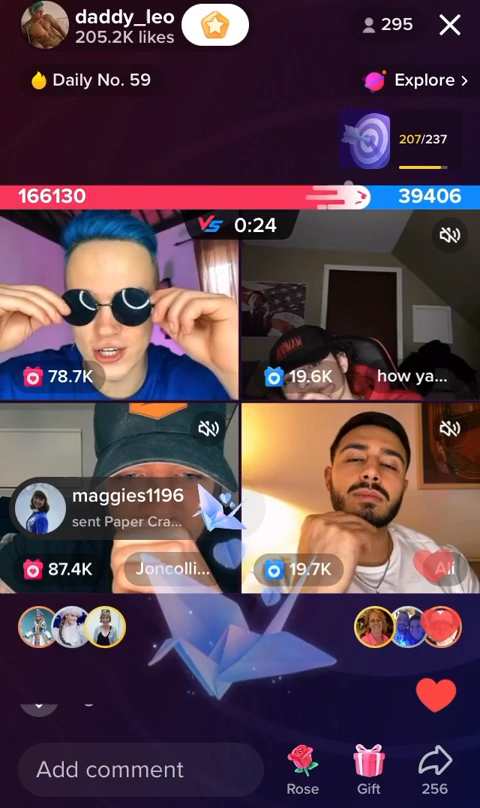 daddy_leo
205.2K likes
295
Daily No. 59
Explore >
207/237
166130
39406
VS 0:24
78.7K
19.6K
how ya...
maggies1196
sent Paper Cra...
87.4K
Joncolli...
19.7K
Ali
Add comment
Rose
Gift
256